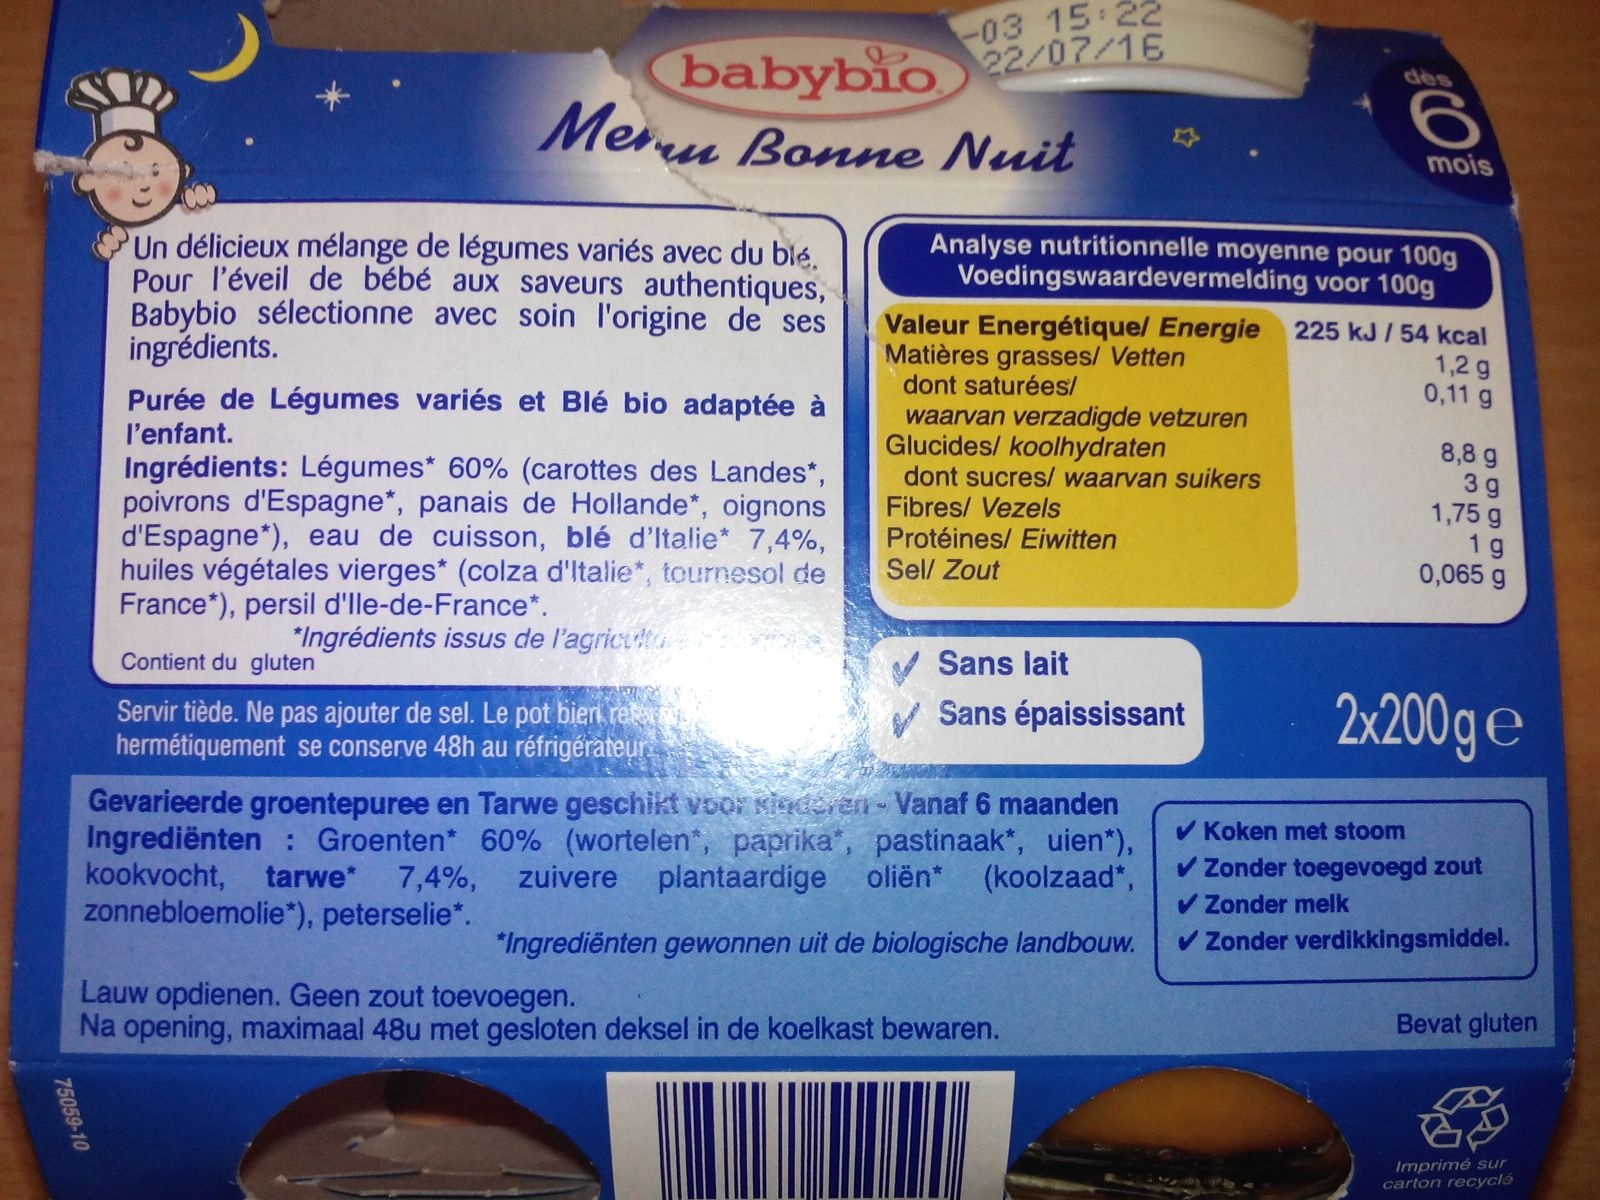 -03 15:22
22/07/16
babybio
Menu Bonne Nuit
dès
6
mois
Un délicieux mélange de légumes variés avec du blé.
Pour l'éveil de bébé aux saveurs authentiques,
Babybio sélectionne avec soin l'origine de ses
ingrédients.
Purée de Légumes variés et Blé bio adaptée à
l'enfant.
Ingrédients: Légumes* 60% (carottes des Landes*,
poivrons d'Espagne*, panais de Hollande*, oignons
d'Espagne*), eau de cuisson, blé d'Italie* 7,4%,
huiles végétales vierges* (colza d'Italie*, tournesol de
France*), persil d'Ile-de-France*.
*Ingrédients issus de
Contient du gluten
Servir tiède. Ne pas ajouter de sel. Le pot bien
hermétiquement se conserve 48h au réfrigérateur.
Analyse nutritionnelle moyenne pour 100g
Voedingswaardevermelding voor 100g
Valeur Energétique/ Energie 225 kJ / 54 kcal
Matières grasses/ Vetten 1,2 g
dont saturées/ 0,11 g
waarvan verzadigde vetzuren
Glucides/ koolhydraten 8,8 g
dont sucres/ waarvan suikers 3 g
Fibres/ Vezels 1,75 g
Protéines/ Eiwitten 1 g
Sel/ Zout 0,065 g
✔ Sans lait
✔ Sans épaississant
2x200g e
Gevarieerde groentepuree en Tarwe geschikt voor kinderen - Vanaf 6 maanden
Ingrediënten : Groenten* 60% (wortelen*, paprika*, pastinaak*, uien*),
kookvocht, tarwe* 7,4%, zuivere plantaardige oliën* (koolzaad*,
zonnebloemolie*), peterselie*.
*Ingrediënten gewonnen uit de biologische landbouw.
Lauw opdienen. Geen zout toevoegen.
Na opening, maximaal 48u met gesloten deksel in de koelkast bewaren.
✔ Koken met stoom
✔ Zonder toegevoegd zout
✔ Zonder melk
✔ Zonder verdikkingsmiddel.
Bevat gluten
75059-10
Imprimé sur
carton recyclé